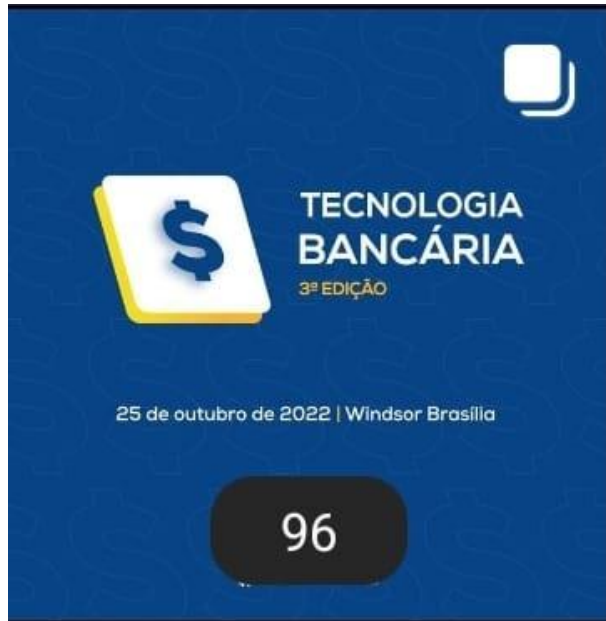 $
TECNOLOGIA
BANCÁRIA
3ª EDIÇÃO
25 de outubro de 2022 | Windsor Brasília
96